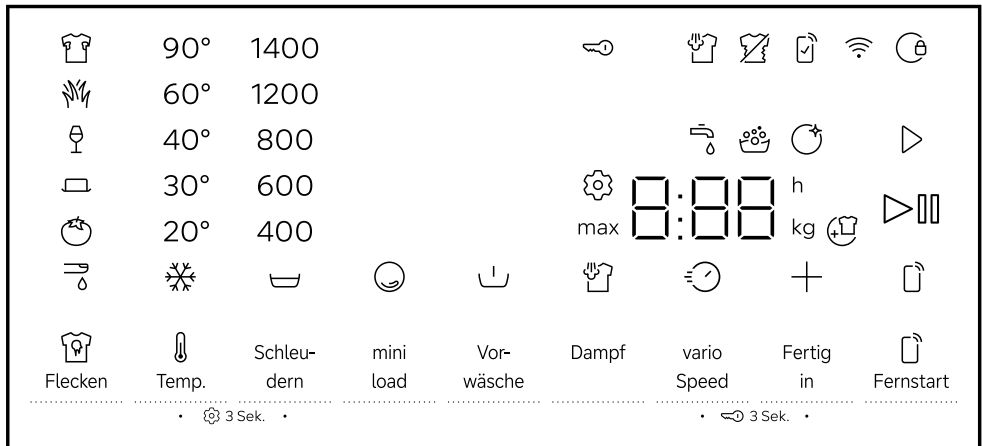 90° 1400
60° 1200
40° 800
30° 600 8:88 h
20° 400 max kg
Flecken
Temp.
Schleu-
dern
mini
load
Vor-
wäsche
Dampf
vario
Speed
Fertig
in
Fernstart
• 3 Sek. •
• 3 Sek. •